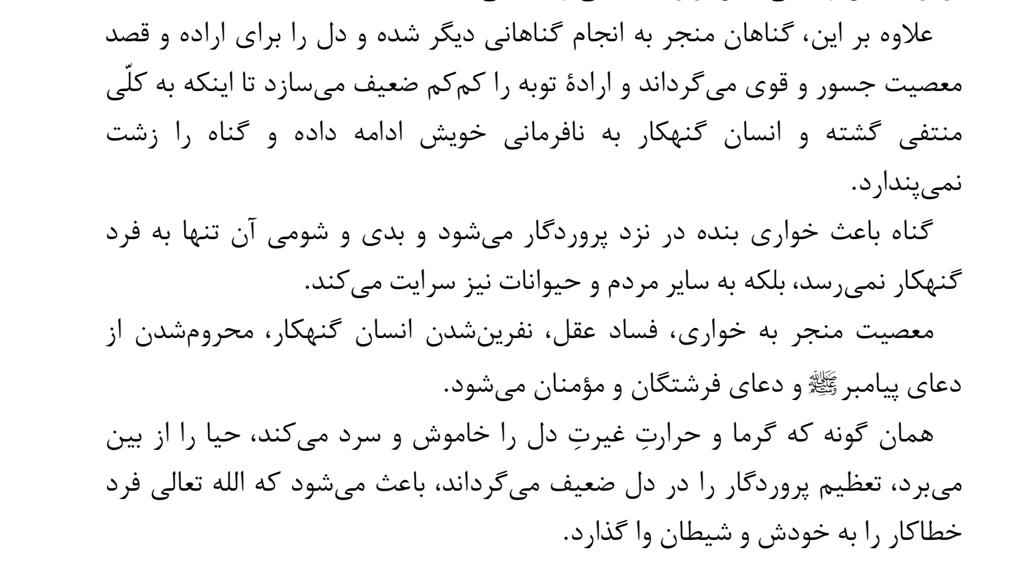 علاوه بر این، گناهان منجر به انجام گناهانی دیگر شده و دل را برای اراده و قصد
معصیت جسور و قوی می‌گرداند و ارادۀ توبه را کم‌کم ضعیف می‌سازد تا اینکه به کلّی
منتفی گشته و انسان گنهکار به نافرمانی خویش ادامه داده و گناه را زشت
نمی‌پندارد.
گناه باعث خواری بنده در نزد پروردگار می‌شود و بدی و شومی آن تنها به فرد
گنهکار نمی‌رسد، بلکه به سایر مردم و حیوانات نیز سرایت می‌کند.
معصیت منجر به خواری، فساد عقل، نفرین‌شدن انسان گنهکار، محروم‌شدن از
دعای پیامبر ﷺ و دعای فرشتگان و مؤمنان می‌شود.
همان گونه که گرما و حرارتِ غیرتِ دل را خاموش و سرد می‌کند، حیا را از بین
می‌برد، تعظیم پروردگار را در دل ضعیف می‌گرداند، باعث می‌شود که الله تعالی فرد
خطاکار را به خودش و شیطان وا گذارد.